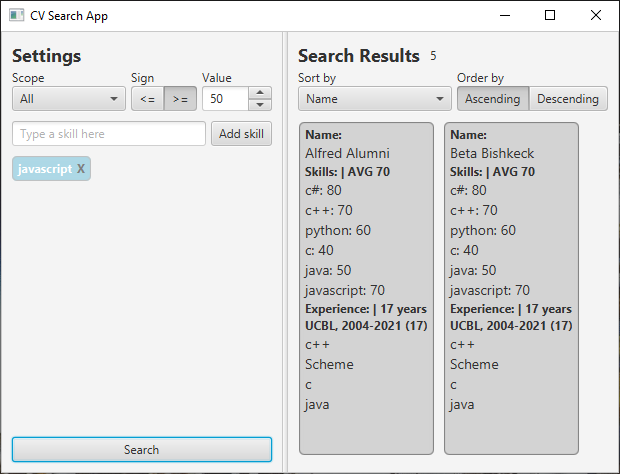 CV Search App
Settings
Scope Sign Value
All <= >= 50
Type a skill here Add skill
javascript X
Search
Search Results 5
Sort by Order by
Name Ascending Descending
Name:
Alfred Alumni
Skills: | AVG 70
c#: 80
c++: 70
python: 60
c: 40
java: 50
javascript: 70
Experience: | 17 years
UCBL, 2004-2021 (17)
c++
Scheme
c
java
Name:
Beta Bishkeck
Skills: | AVG 70
c#: 80
c++: 70
python: 60
c: 40
java: 50
javascript: 70
Experience: | 17 years
UCBL, 2004-2021 (17)
c++
Scheme
c
java